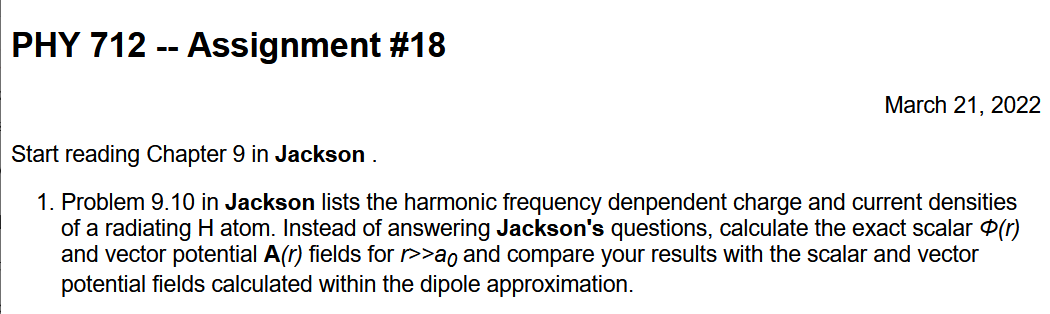 PHY 712 -- Assignment #18
March 21, 2022
Start reading Chapter 9 in Jackson .
1. Problem 9.10 in Jackson lists the harmonic frequency denpendent charge and current densities
of a radiating H atom. Instead of answering Jackson's questions, calculate the exact scalar Φ(r)
and vector potential A(r) fields for r>>a₀ and compare your results with the scalar and vector
potential fields calculated within the dipole approximation.